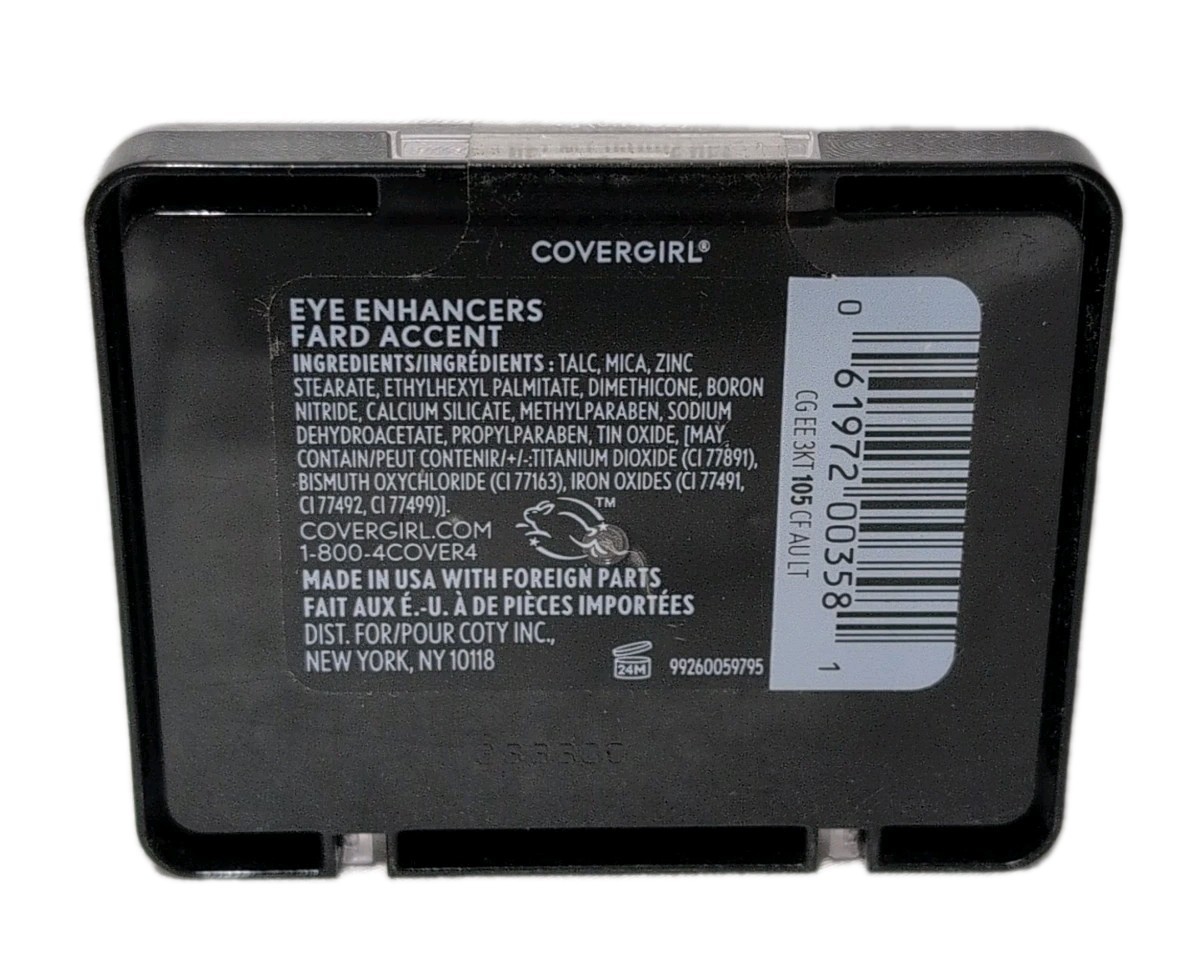 COVERGIRL®
EYE ENHANCERS
FARD ACCENT
INGREDIENTS/INGRÉDIENTS : TALC, MICA, ZINC
STEARATE, ETHYLHEXYL PALMITATE, DIMETHICONE, BORON
NITRIDE, CALCIUM SILICATE, METHYLPARABEN, SODIUM
DEHYDROACETATE, PROPYLPARABEN, TIN OXIDE, [MAY
CONTAIN/PEUT CONTENIR/+/-:TITANIUM DIOXIDE (CI 77891),
BISMUTH OXYCHLORIDE (CI 77163), IRON OXIDES (CI 77491,
CI 77492, CI 77499)].
COVERGIRL.COM
1-800-4COVER4
TM
MADE IN USA WITH FOREIGN PARTS
FAIT AUX É.-U. À DE PIÈCES IMPORTÉES
DIST. FOR/POUR COTY INC.,
NEW YORK, NY 10118
24M
99260059795
CG EE 3KT 105 CF AU LT
0 61972 00358 1